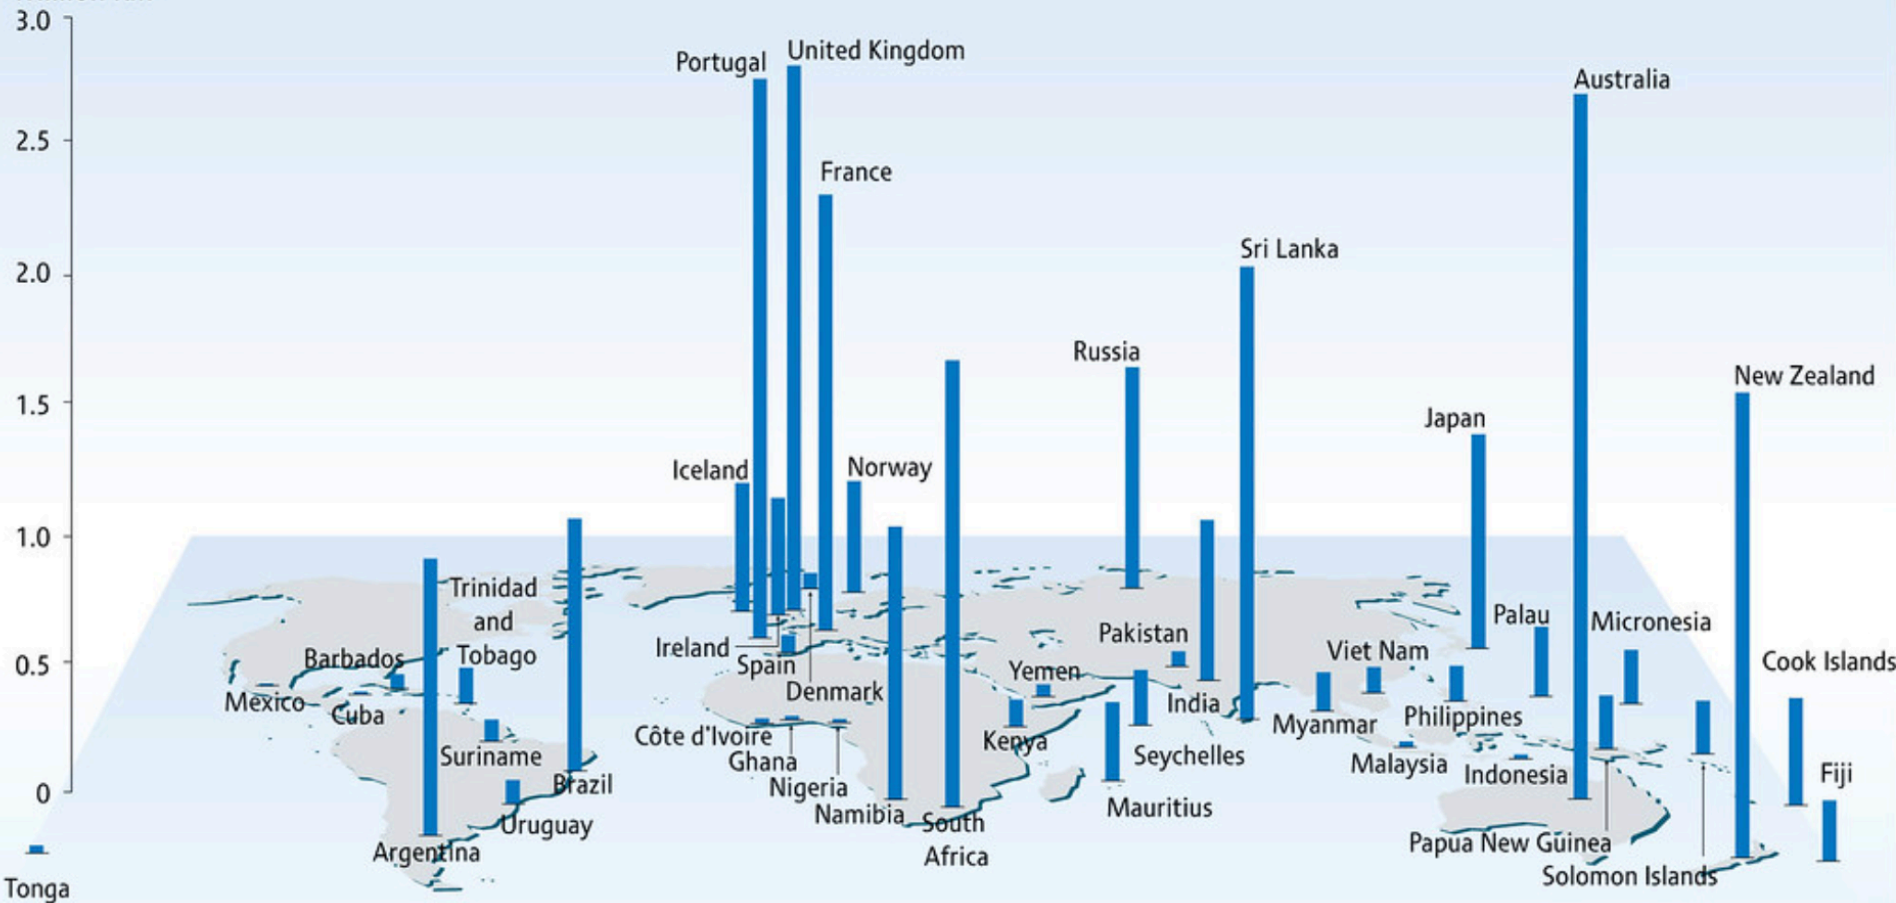 3.0
2.5
2.0
1.5
1.0
0.5
0
Portugal
United Kingdom
France
Australia
Sri Lanka
Russia
New Zealand
Japan
Iceland
Norway
Trinidad
and
Tobago
Barbados
Mexico
Cuba
Suriname
Brazil
Uruguay
Argentina
Tonga
Ireland
Spain
Denmark
Côte d'Ivoire
Ghana
Nigeria
Namibia
South
Africa
Yemen
Kenya
Pakistan
India
Seychelles
Mauritius
Viet Nam
Myanmar
Philippines
Malaysia
Indonesia
Palau
Micronesia
Cook Islands
Fiji
Papua New Guinea
Solomon Islands